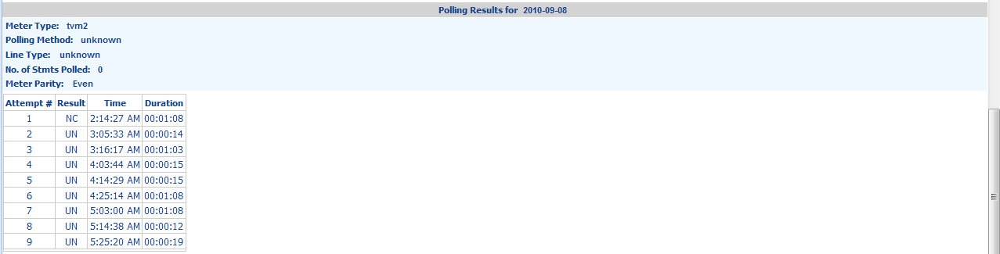 Polling Results for 2010-09-08
Meter Type: tvm2
Polling Method: unknown
Line Type: unknown
No. of Stmts Polled: 0
Meter Parity: Even
Attempt # Result Time Duration
1 NC 2:14:27 AM 00:01:08
2 UN 3:05:33 AM 00:00:14
3 UN 3:16:17 AM 00:01:03
4 UN 4:03:44 AM 00:00:15
5 UN 4:14:29 AM 00:00:15
6 UN 4:25:14 AM 00:01:08
7 UN 5:03:00 AM 00:01:08
8 UN 5:14:38 AM 00:00:12
9 UN 5:25:20 AM 00:00:19